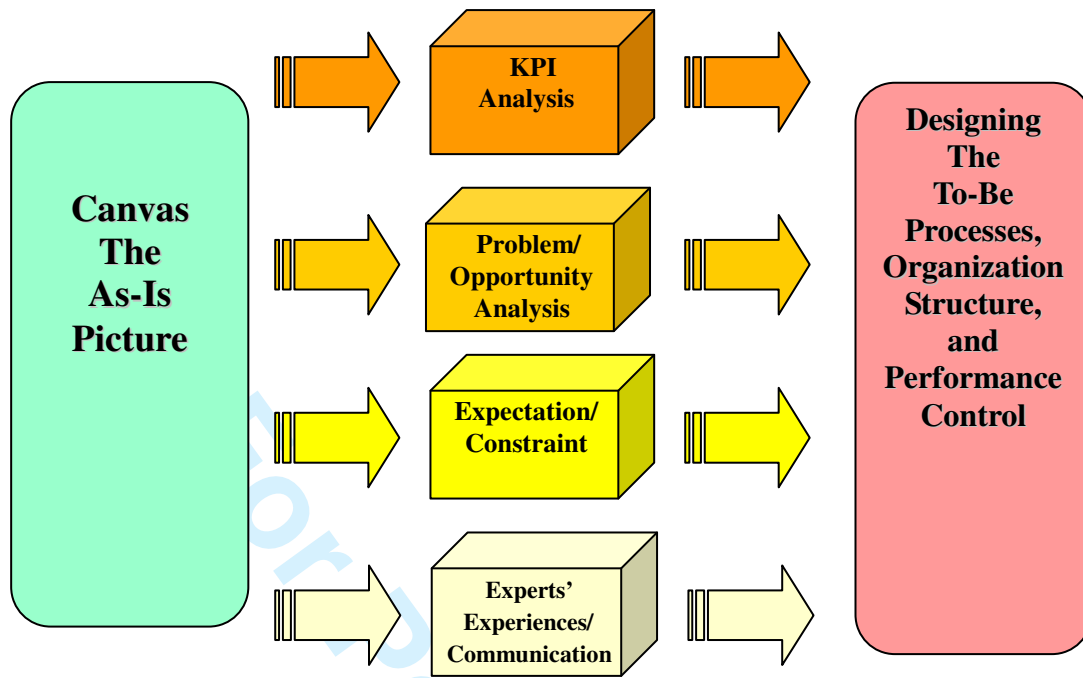 Canvas
The
As-Is
Picture
KPI
Analysis
Problem/
Opportunity
Analysis
Expectation/
Constraint
Experts’
Experiences/
Communication
Designing
The
To-Be
Processes,
Organization
Structure,
and
Performance
Control
For